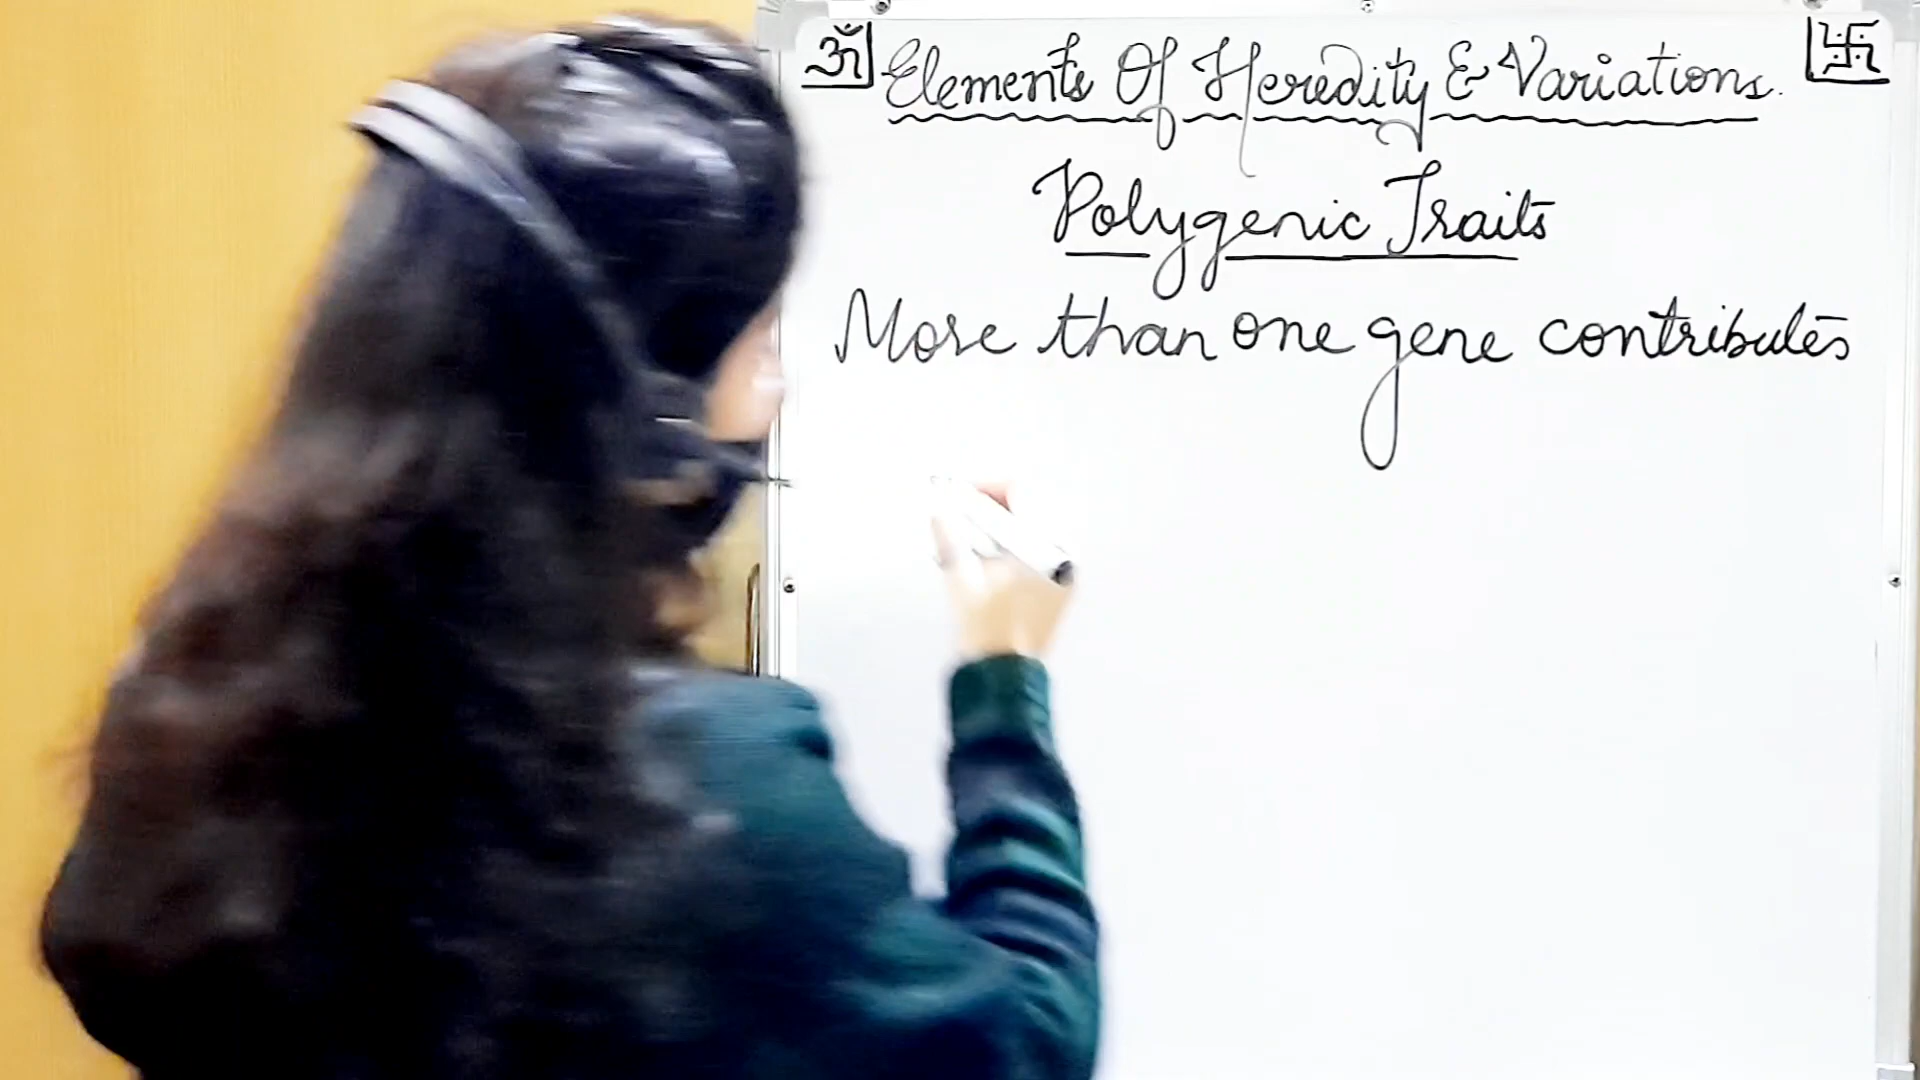 ॐ Elements Of Heredity & Variations. 卐
Polygenic Traits
More than one gene contributes